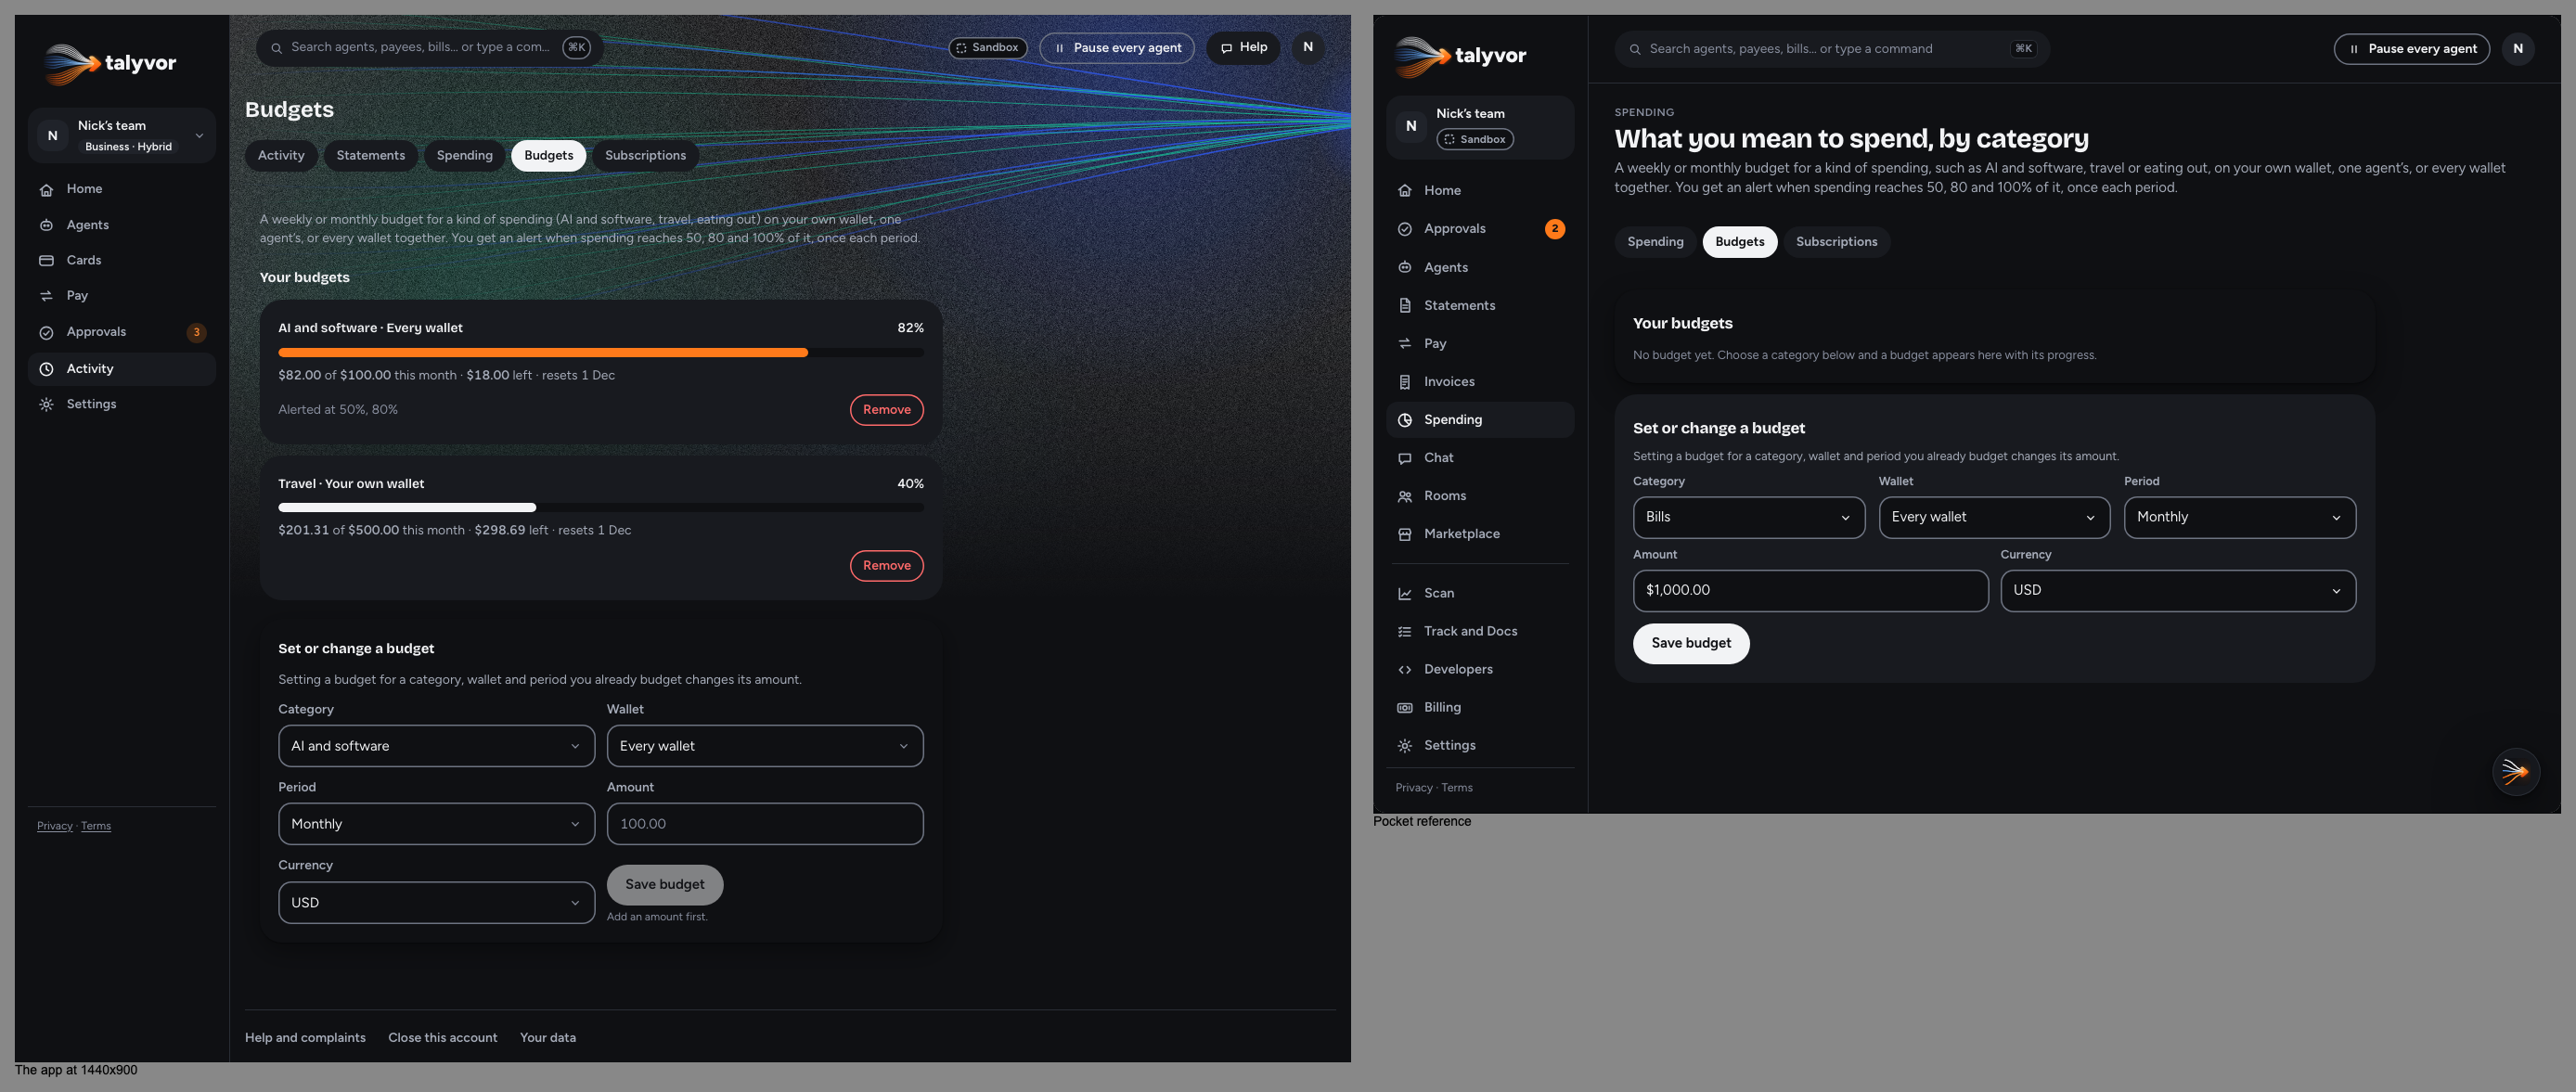 talyvor
Search agents, payees, bills... or type a com...
⌘K
Sandbox
Pause every agent
Help
N
N
Nick's team
Business · Hybrid
Home
Agents
Cards
Pay
Approvals
3
Activity
Settings
Privacy · Terms
Budgets
Activity
Statements
Spending
Budgets
Subscriptions
A weekly or monthly budget for a kind of spending (AI and software, travel, eating out) on your own wallet, one
agent's, or every wallet together. You get an alert when spending reaches 50, 80 and 100% of it, once each period.
Your budgets
AI and software · Every wallet
82%
$82.00 of $100.00 this month · $18.00 left · resets 1 Dec
Alerted at 50%, 80%
Remove
Travel · Your own wallet
40%
$201.31 of $500.00 this month · $298.69 left · resets 1 Dec
Remove
Set or change a budget
Setting a budget for a category, wallet and period you already budget changes its amount.
Category
Wallet
AI and software
Every wallet
Period
Amount
Monthly
100.00
Currency
USD
Save budget
Add an amount first.
Help and complaints
Close this account
Your data
The app at 1440x900
talyvor
Search agents, payees, bills... or type a command
⌘K
Pause every agent
N
N
Nick's team
Sandbox
Home
Approvals
2
Agents
Statements
Pay
Invoices
Spending
Chat
Rooms
Marketplace
Scan
Track and Docs
Developers
Billing
Settings
Privacy · Terms
SPENDING
What you mean to spend, by category
A weekly or monthly budget for a kind of spending, such as AI and software, travel or eating out, on your own wallet, one agent's, or every wallet
together. You get an alert when spending reaches 50, 80 and 100% of it, once each period.
Spending
Budgets
Subscriptions
Your budgets
No budget yet. Choose a category below and a budget appears here with its progress.
Set or change a budget
Setting a budget for a category, wallet and period you already budget changes its amount.
Category
Wallet
Period
Bills
Every wallet
Monthly
Amount
Currency
$1,000.00
USD
Save budget
Pocket reference